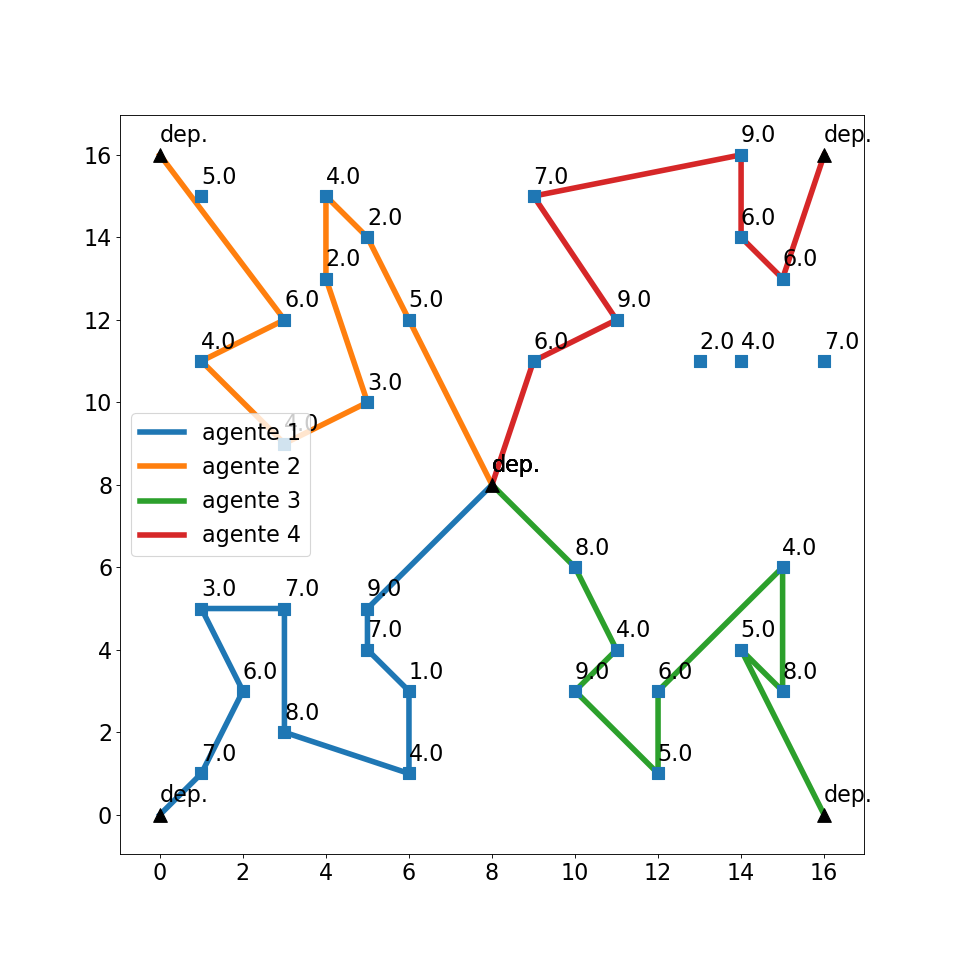 9.0
dep. dep.
16
5.0 4.0 7.0
2.0 6.0
14
2.0 6.0
6.0 5.0 9.0
12
4.0 6.0 2.0 4.0 7.0
3.0
10
4.0
agente 1
agente 2
agente 3
agente 4
dep.
8
8.0 4.0
6
3.0 7.0 9.0
7.0 4.0 5.0
4
6.0 1.0 9.0 6.0 8.0
8.0
2
7.0 4.0 5.0
dep. dep.
0
0 2 4 6 8 10 12 14 16